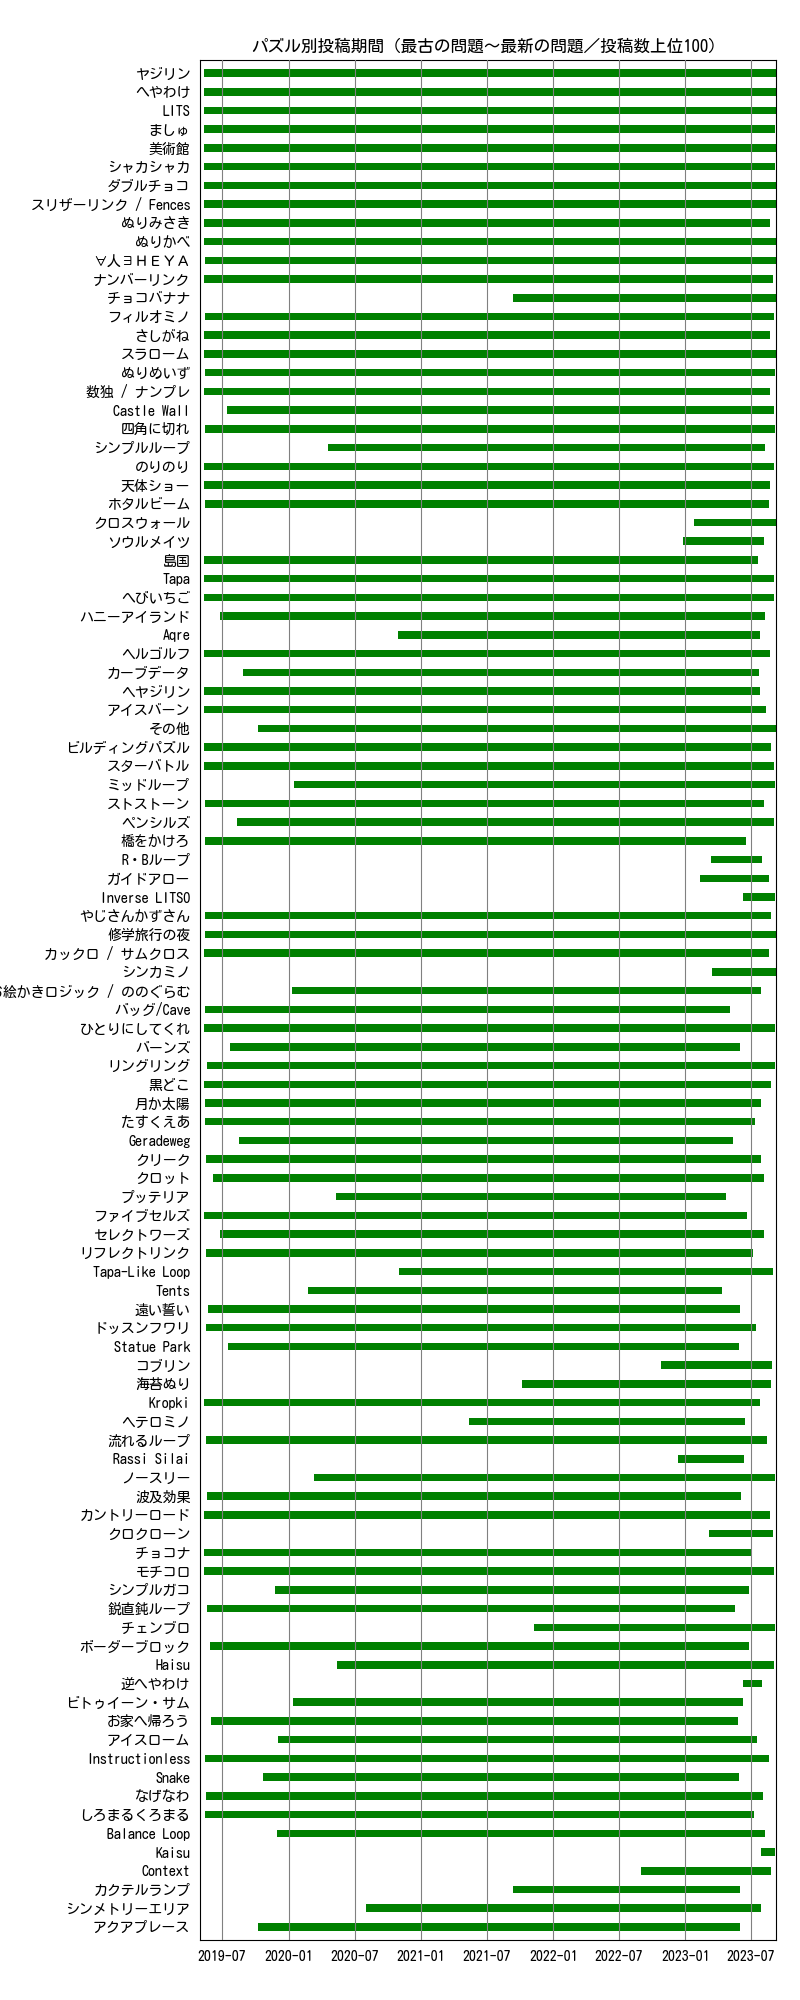 パズル別投稿期間（最古の問題～最新の問題／投稿数上位100）
ヤジリン
へやわけ
LITS
ましゅ
美術館
シャカシャカ
ダブルチョコ
スリザーリンク / Fences
ぬりみさき
ぬりかべ
∀人∃ＨＥＹＡ
ナンバーリンク
チョコバナナ
フィルオミノ
さしがね
スラローム
ぬりめいず
数独 / ナンプレ
Castle Wall
四角に切れ
シンプルループ
のりのり
天体ショー
ホタルビーム
クロスウォール
ソウルメイツ
島国
Tapa
へびいちご
ハニーアイランド
Aqre
ヘルゴルフ
カーブデータ
へヤジリン
アイスバーン
その他
ビルディングパズル
スターバトル
ミッドループ
ストストーン
ペンシルズ
橋をかけろ
R・Bループ
ガイドアロー
Inverse LITSO
やじさんかずさん
修学旅行の夜
カックロ / サムクロス
シンカミノ
お絵かきロジック / ののぐらむ
バッグ/Cave
ひとりにしてくれ
バーンズ
リングリング
黒どこ
月か太陽
たすくえあ
Geradeweg
クリーク
クロット
プッテリア
ファイブセルズ
セレクトワーズ
リフレクトリンク
Tapa-Like Loop
Tents
遠い誓い
ドッスンフワリ
Statue Park
コブリン
海苔ぬり
Kropki
ヘテロミノ
流れるループ
Rassi Silai
ノースリー
波及効果
カントリーロード
クロクローン
チョコナ
モチコロ
シンプルガコ
鋭直鈍ループ
チェンブロ
ボーダーブロック
Haisu
逆へやわけ
ビトゥイーン・サム
お家へ帰ろう
アイスローム
Instructionless
Snake
なげなわ
しろまるくろまる
Balance Loop
Kaisu
Context
カクテルランプ
シンメトリーエリア
アクアプレース
2019-07 2020-01 2020-07 2021-01 2021-07 2022-01 2022-07 2023-01 2023-07